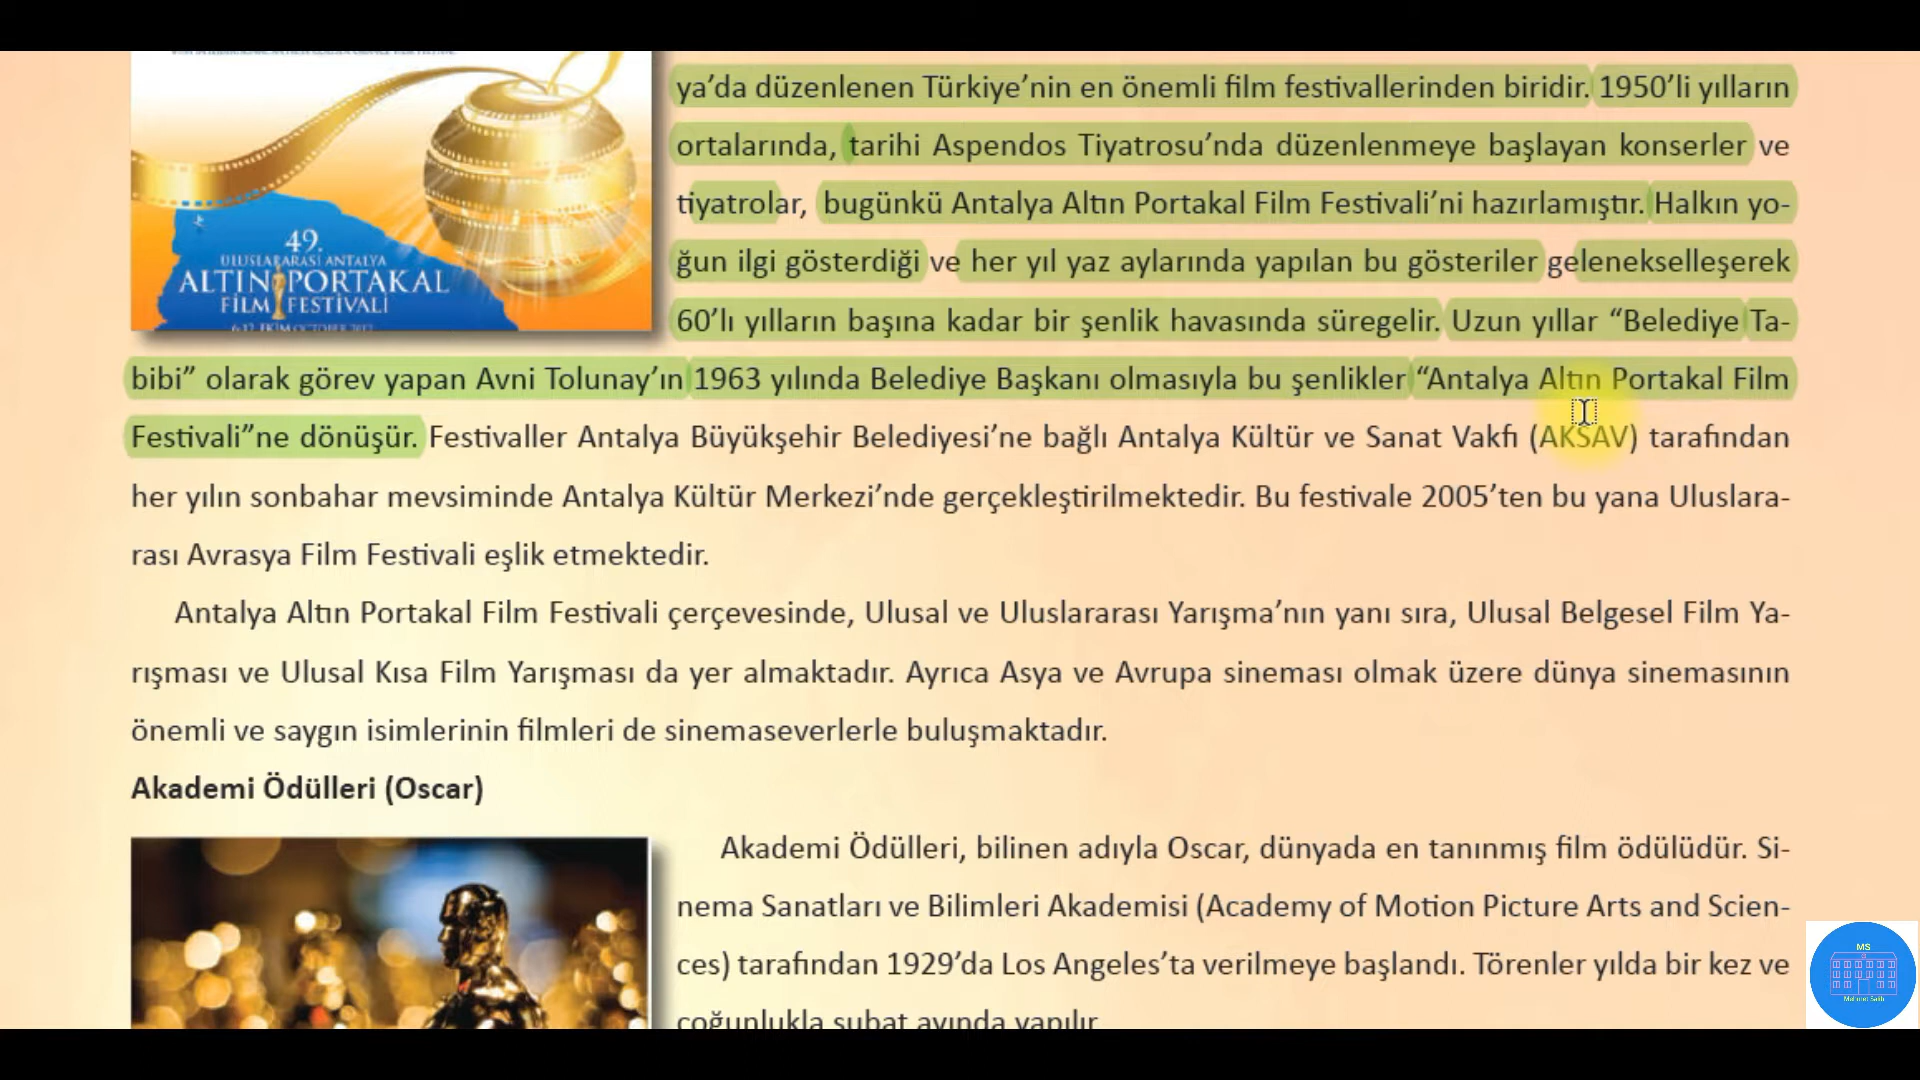 ya’da düzenlenen Türkiye’nin en önemli film festivallerinden biridir. 1950’li yılların
ortalarında, tarihi Aspendos Tiyatrosu’nda düzenlenmeye başlayan konserler ve
tiyatrolar, bugünkü Antalya Altın Portakal Film Festivali’ni hazırlamıştır. Halkın yo-
ğun ilgi gösterdiği ve her yıl yaz aylarında yapılan bu gösteriler gelenekselleşerek
60’lı yılların başına kadar bir şenlik havasında süregelir. Uzun yıllar “Belediye Ta-
bibi” olarak görev yapan Avni Tolunay’ın 1963 yılında Belediye Başkanı olmasıyla bu şenlikler “Antalya Altın Portakal Film
Festivali”ne dönüşür. Festivaller Antalya Büyükşehir Belediyesi’ne bağlı Antalya Kültür ve Sanat Vakfı (AKSAV) tarafından
her yılın sonbahar mevsiminde Antalya Kültür Merkezi’nde gerçekleştirilmektedir. Bu festivale 2005’ten bu yana Uluslara-
rası Avrasya Film Festivali eşlik etmektedir.
Antalya Altın Portakal Film Festivali çerçevesinde, Ulusal ve Uluslararası Yarışma’nın yanı sıra, Ulusal Belgesel Film Ya-
rışması ve Ulusal Kısa Film Yarışması da yer almaktadır. Ayrıca Asya ve Avrupa sineması olmak üzere dünya sinemasının
önemli ve saygın isimlerinin filmleri de sinemaseverlerle buluşmaktadır.
49.
ULUSLARARASI ANTALYA
ALTIN PORTAKAL
FİLM FESTİVALİ
6-12 EKİM OCTOBER 2012
Akademi Ödülleri (Oscar)
Akademi Ödülleri, bilinen adıyla Oscar, dünyada en tanınmış film ödülüdür. Si-
nema Sanatları ve Bilimleri Akademisi (Academy of Motion Picture Arts and Scien-
ces) tarafından 1929’da Los Angeles’ta verilmeye başlandı. Törenler yılda bir kez ve
çoğunlukla şubat ayında yapılır.
MS
Mehmet Salih